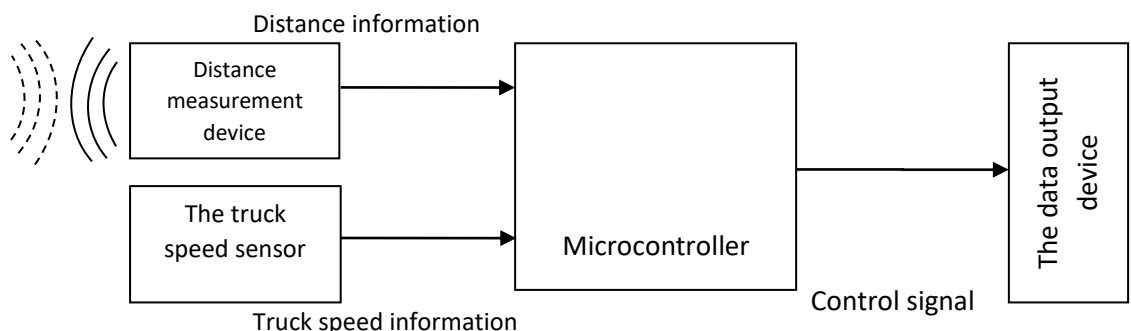 Distance information
Distance
measurement
device
The truck
speed sensor
Truck speed information
Microcontroller
Control signal
The data output
device